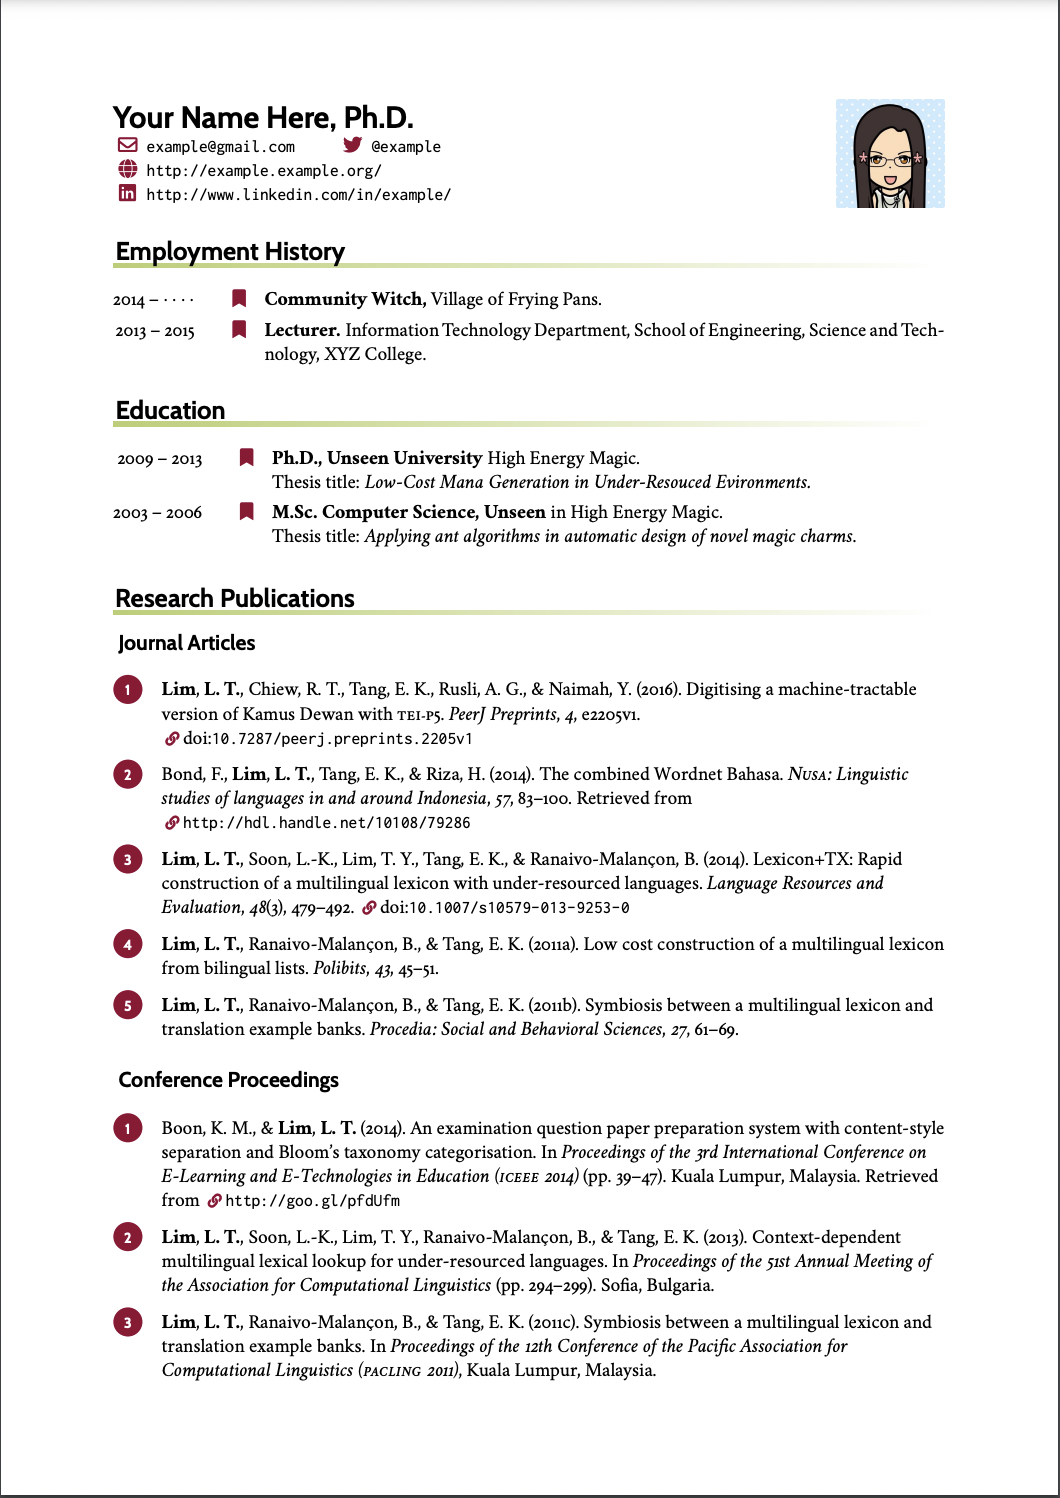 Your Name Here, Ph.D.
example@gmail.com @example
http://example.example.org/
http://www.linkedin.com/in/example/
Employment History
2014 – · · · · Community Witch, Village of Frying Pans.
2013 – 2015 Lecturer. Information Technology Department, School of Engineering, Science and Tech-
nology, XYZ College.
Education
2009 – 2013 Ph.D., Unseen University High Energy Magic.
Thesis title: Low-Cost Mana Generation in Under-Resouced Evironments.
2003 – 2006 M.Sc. Computer Science, Unseen in High Energy Magic.
Thesis title: Applying ant algorithms in automatic design of novel magic charms.
Research Publications
Journal Articles
1 Lim, L. T., Chiew, R. T., Tang, E. K., Rusli, A. G., & Naimah, Y. (2016). Digitising a machine-tractable
version of Kamus Dewan with TEI-P5. PeerJ Preprints, 4, e2205v1.
doi:10.7287/peerj.preprints.2205v1
2 Bond, F., Lim, L. T., Tang, E. K., & Riza, H. (2014). The combined Wordnet Bahasa. NUSA: Linguistic
studies of languages in and around Indonesia, 57, 83–100. Retrieved from
http://hdl.handle.net/10108/79286
3 Lim, L. T., Soon, L.-K., Lim, T. Y., Tang, E. K., & Ranaivo-Malançon, B. (2014). Lexicon+TX: Rapid
construction of a multilingual lexicon with under-resourced languages. Language Resources and
Evaluation, 48(3), 479–492. doi:10.1007/s10579-013-9253-0
4 Lim, L. T., Ranaivo-Malançon, B., & Tang, E. K. (2011a). Low cost construction of a multilingual lexicon
from bilingual lists. Polibits, 43, 45–51.
5 Lim, L. T., Ranaivo-Malançon, B., & Tang, E. K. (2011b). Symbiosis between a multilingual lexicon and
translation example banks. Procedia: Social and Behavioral Sciences, 27, 61–69.
Conference Proceedings
1 Boon, K. M., & Lim, L. T. (2014). An examination question paper preparation system with content-style
separation and Bloom's taxonomy categorisation. In Proceedings of the 3rd International Conference on
E-Learning and E-Technologies in Education (ICEEE 2014) (pp. 39–47). Kuala Lumpur, Malaysia. Retrieved
from http://goo.gl/pfdUfm
2 Lim, L. T., Soon, L.-K., Lim, T. Y., Ranaivo-Malançon, B., & Tang, E. K. (2013). Context-dependent
multilingual lexical lookup for under-resourced languages. In Proceedings of the 51st Annual Meeting of
the Association for Computational Linguistics (pp. 294–299). Sofia, Bulgaria.
3 Lim, L. T., Ranaivo-Malançon, B., & Tang, E. K. (2011c). Symbiosis between a multilingual lexicon and
translation example banks. In Proceedings of the 12th Conference of the Pacific Association for
Computational Linguistics (PACLING 2011), Kuala Lumpur, Malaysia.